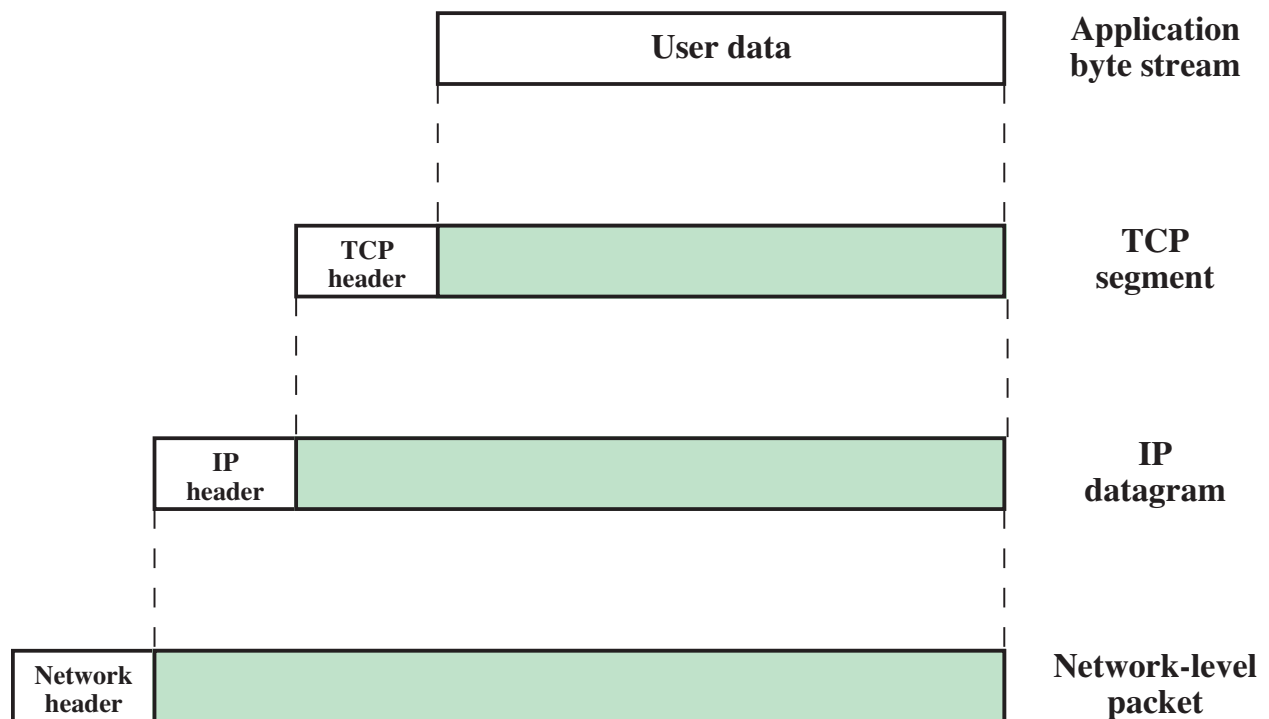 User data
Application
byte stream
TCP
header
TCP
segment
IP
header
IP
datagram
Network
header
Network-level
packet